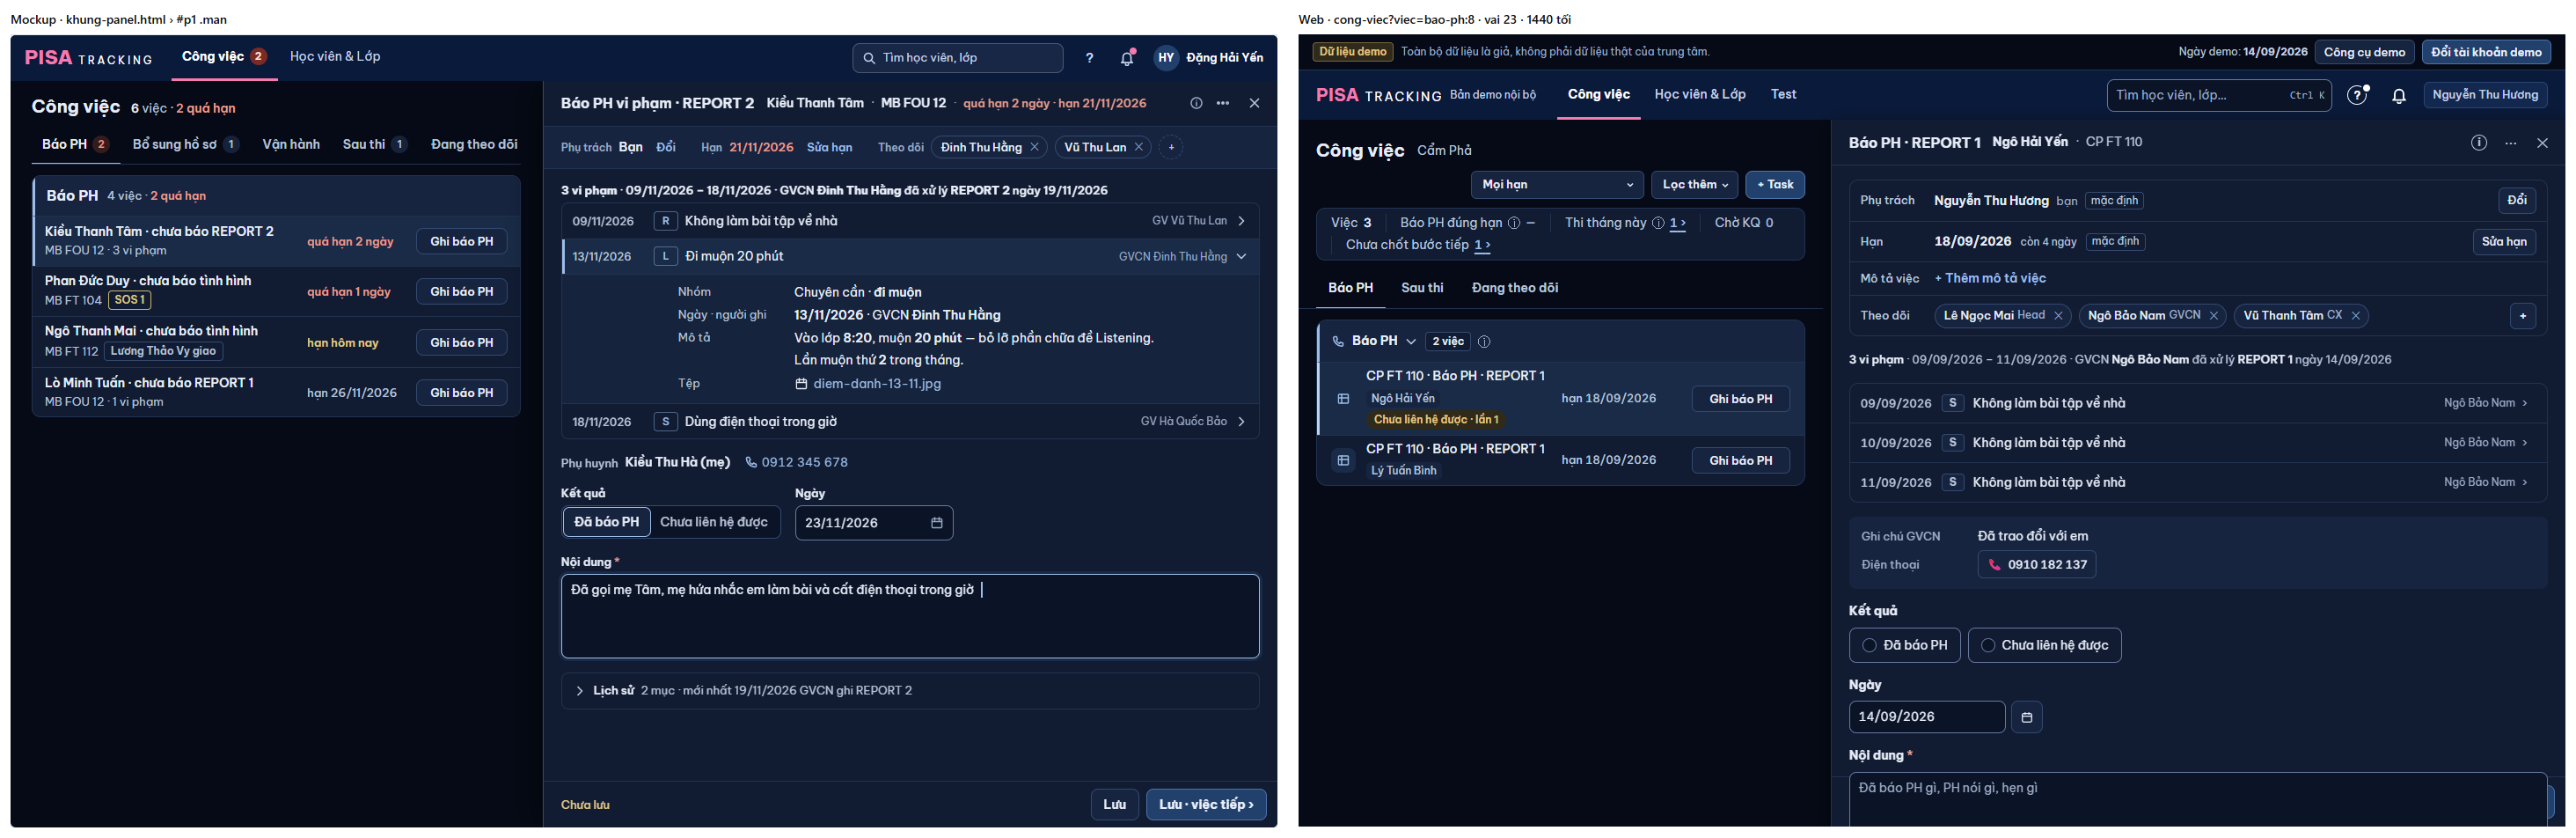 Mockup · khung-panel.html › #p1 .man
PISA TRACKING
Công việc 2
Học viên & Lớp
Tìm học viên, lớp
?
HY Đặng Hải Yến
Công việc 6 việc · 2 quá hạn
Báo PH 2
Bổ sung hồ sơ 1
Vận hành
Sau thi 1
Đang theo dõi
Báo PH 4 việc · 2 quá hạn
Kiều Thanh Tâm · chưa báo REPORT 2
MB FOU 12 · 3 vi phạm
quá hạn 2 ngày
Ghi báo PH
Phan Đức Duy · chưa báo tình hình
MB FT 104 SOS 1
quá hạn 1 ngày
Ghi báo PH
Ngô Thanh Mai · chưa báo tình hình
MB FT 112 Lương Thảo Vy giao
hạn hôm nay
Ghi báo PH
Lò Minh Tuấn · chưa báo REPORT 1
MB FOU 12 · 1 vi phạm
hạn 26/11/2026
Ghi báo PH
Báo PH vi phạm · REPORT 2 Kiều Thanh Tâm · MB FOU 12 · quá hạn 2 ngày · hạn 21/11/2026
Phụ trách Bạn Đổi Hạn 21/11/2026 Sửa hạn Theo dõi Đinh Thu Hằng Vũ Thu Lan +
3 vi phạm · 09/11/2026 – 18/11/2026 · GVCN Đinh Thu Hằng đã xử lý REPORT 2 ngày 19/11/2026
09/11/2026 R Không làm bài tập về nhà GV Vũ Thu Lan
13/11/2026 L Đi muộn 20 phút GVCN Đinh Thu Hằng
Nhóm Chuyên cần · đi muộn
Ngày · người ghi 13/11/2026 · GVCN Đinh Thu Hằng
Mô tả Vào lớp 8:20, muộn 20 phút — bỏ lỡ phần chữa đề Listening.
Lần muộn thứ 2 trong tháng.
Tệp diem-danh-13-11.jpg
18/11/2026 S Dùng điện thoại trong giờ GV Hà Quốc Bảo
Phụ huynh Kiều Thu Hà (mẹ) 0912 345 678
Kết quả Ngày
Đã báo PH Chưa liên hệ được 23/11/2026
Nội dung *
Đã gọi mẹ Tâm, mẹ hứa nhắc em làm bài và cất điện thoại trong giờ
Lịch sử 2 mục · mới nhất 19/11/2026 GVCN ghi REPORT 2
Chưa lưu Lưu Lưu · việc tiếp ›
Web · cong-viec?viec=bao-ph:8 · vai 23 · 1440 tối
Dữ liệu demo Toàn bộ dữ liệu là giả, không phải dữ liệu thật của trung tâm.
Ngày demo: 14/09/2026 Công cụ demo Đổi tài khoản demo
PISA TRACKING Bản demo nội bộ
Công việc
Học viên & Lớp
Test
Tìm học viên, lớp... Ctrl K
?
Nguyễn Thu Hương
Công việc Cẩm Phả
Mọi hạn Lọc thêm + Task
Việc 3 Báo PH đúng hạn – Thi tháng này 1 › Chờ KQ 0
Chưa chốt bước tiếp 1 ›
Báo PH
Sau thi
Đang theo dõi
Báo PH 2 việc
CP FT 110 · Báo PH · REPORT 1
Ngô Hải Yến
Chưa liên hệ được · lần 1
hạn 18/09/2026
Ghi báo PH
CP FT 110 · Báo PH · REPORT 1
Lý Tuấn Bình
hạn 18/09/2026
Ghi báo PH
Báo PH · REPORT 1 Ngô Hải Yến · CP FT 110
Phụ trách Nguyễn Thu Hương bạn mặc định Đổi
Hạn 18/09/2026 còn 4 ngày mặc định Sửa hạn
Mô tả việc + Thêm mô tả việc
Theo dõi Lê Ngọc Mai Head Ngô Bảo Nam GVCN Vũ Thanh Tâm CX +
3 vi phạm · 09/09/2026 – 11/09/2026 · GVCN Ngô Bảo Nam đã xử lý REPORT 1 ngày 14/09/2026
09/09/2026 S Không làm bài tập về nhà Ngô Bảo Nam ›
10/09/2026 S Không làm bài tập về nhà Ngô Bảo Nam ›
11/09/2026 S Không làm bài tập về nhà Ngô Bảo Nam ›
Ghi chú GVCN Đã trao đổi với em
Điện thoại 0910 182 137
Kết quả
Đã báo PH Chưa liên hệ được
Ngày
14/09/2026
Nội dung *
Đã báo PH gì, PH nói gì, hẹn gì